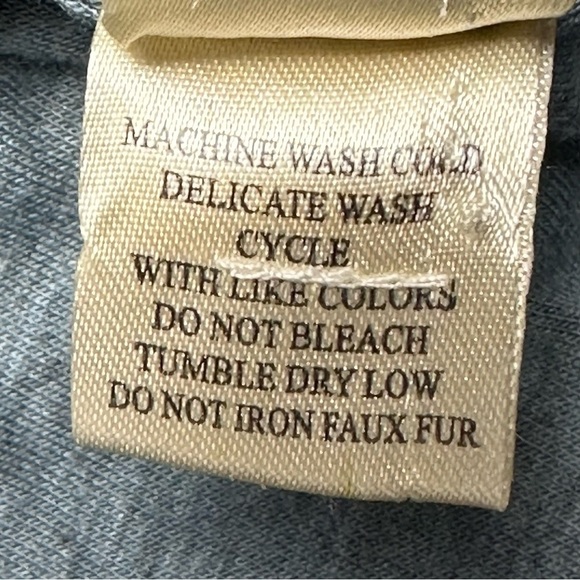 MACHINE WASH COLD
DELICATE WASH
CYCLE
WITH LIKE COLORS
DO NOT BLEACH
TUMBLE DRY LOW
DO NOT IRON FAUX FUR